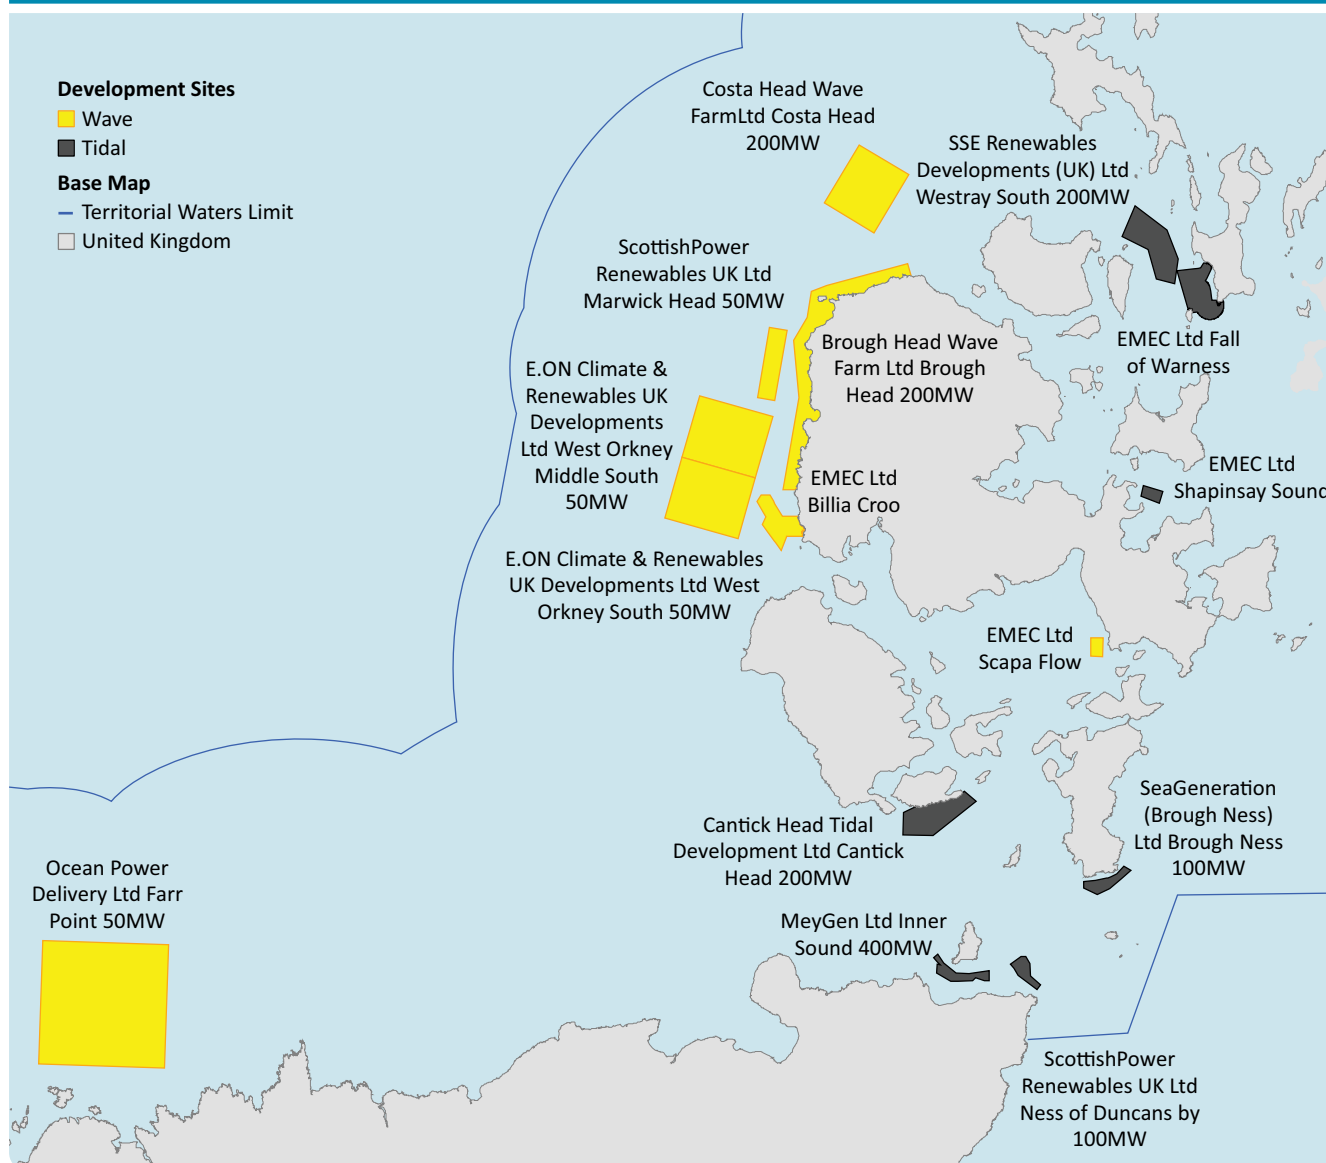 Development Sites
Wave
Tidal
Base Map
Territorial Waters Limit
United Kingdom
Costa Head Wave
FarmLtd Costa Head
200MW
SSE Renewables
Developments (UK) Ltd
Westray South 200MW
ScottishPower
Renewables UK Ltd
Marwick Head 50MW
EMEC Ltd Fall
of Warness
Brough Head Wave
Farm Ltd Brough
Head 200MW
E.ON Climate &
Renewables UK
Developments
Ltd West Orkney
Middle South
50MW
EMEC Ltd
Billia Croo
EMEC Ltd
Shapinsay Sound
E.ON Climate & Renewables
UK Developments Ltd West
Orkney South 50MW
EMEC Ltd
Scapa Flow
SeaGeneration
(Brough Ness)
Ltd Brough Ness
100MW
Cantick Head Tidal
Development Ltd Cantick
Head 200MW
Ocean Power
Delivery Ltd Farr
Point 50MW
MeyGen Ltd Inner
Sound 400MW
ScottishPower
Renewables UK Ltd
Ness of Duncans by
100MW